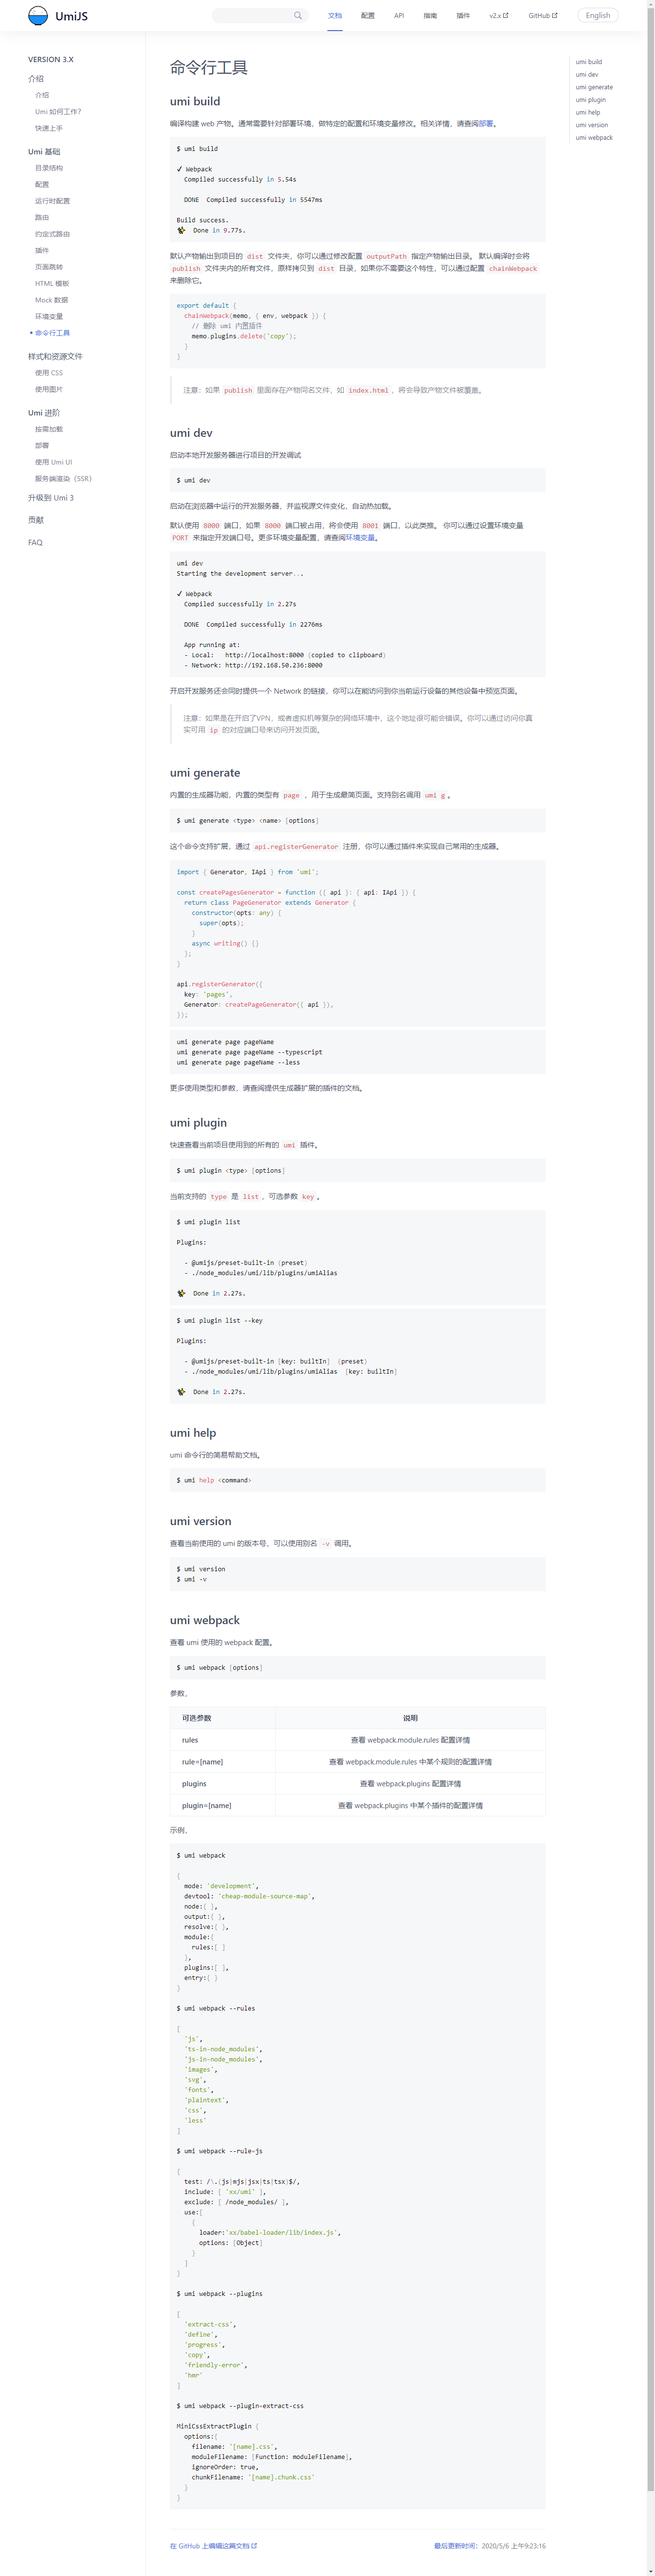 UmiJS
文档
配置
API
指南
插件
v2.x
GitHub
English
VERSION 3.X
介绍
介绍
Umi 如何工作?
快速上手
Umi 基础
目录结构
配置
运行时配置
路由
约定式路由
插件
页面跳转
HTML 模板
Mock 数据
环境变量
命令行工具
样式和资源文件
使用 CSS
使用图片
Umi 进阶
按需加载
部署
使用 Umi UI
服务端渲染（SSR）
升级到 Umi 3
贡献
FAQ
命令行工具
umi build
编译构建 web 产物。通常需要针对部署环境，做特定的配置和环境变量修改。相关详情，请查阅部署。
$ umi build
✔ Webpack
Compiled successfully in 5.54s
DONE  Compiled successfully in 5547ms
Build success.
✨  Done in 9.77s.
默认产物输出到项目的 dist 文件夹，你可以通过修改配置 outputPath 指定产物输出目录。 默认编译时会将
publish 文件夹内的所有文件，原样拷贝到 dist 目录，如果你不需要这个特性，可以通过配置 chainWebpack
来删除它。
export default {
chainWebpack(memo, { env, webpack }) {
// 删除 umi 内置插件
memo.plugins.delete('copy');
}
}
注意：如果 publish 里面存在产物同名文件，如 index.html，将会导致产物文件被覆盖。
umi dev
启动本地开发服务器进行项目的开发调试
$ umi dev
启动在浏览器中运行的开发服务器，并监视源文件变化，自动热加载。
默认使用 8000 端口，如果 8000 端口被占用，将会使用 8001 端口，以此类推。 你可以通过设置环境变量
PORT 来指定开发端口号。更多环境变量配置，请查阅环境变量。
umi dev
Starting the development server...
✔ Webpack
Compiled successfully in 2.27s
DONE  Compiled successfully in 2276ms
App running at:
- Local:   http://localhost:8000 (copied to clipboard)
- Network: http://192.168.50.236:8000
开启开发服务还会同时提供一个 Network 的链接，你可以在能访问到你当前运行设备的其他设备中预览页面。
注意：如果是在开启了VPN，或者虚拟机等复杂的网络环境中，这个地址很可能会错误。你可以通过访问你真
实可用 ip 的对应端口号来访问开发页面。
umi generate
内置的生成器功能，内置的类型有 page ，用于生成最简页面。支持别名调用 umi g。
$ umi generate <type> <name> [options]
这个命令支持扩展，通过 api.registerGenerator 注册，你可以通过插件来实现自己常用的生成器。
import { Generator, IApi } from 'umi';
const createPagesGenerator = function ({ api }: { api: IApi }) {
return class PageGenerator extends Generator {
constructor(opts: any) {
super(opts);
}
async writing() {}
};
}
api.registerGenerator({
key: 'pages',
Generator: createPageGenerator({ api }),
});
umi generate page pageName
umi generate page pageName --typescript
umi generate page pageName --less
更多使用类型和参数，请查阅提供生成器扩展的插件的文档。
umi plugin
快速查看当前项目使用到的所有的 umi 插件。
$ umi plugin <type> [options]
当前支持的 type 是 list，可选参数 key。
$ umi plugin list
Plugins:
- @umijs/preset-built-in (preset)
- ./node_modules/umi/lib/plugins/umiAlias
✨  Done in 2.27s.
$ umi plugin list --key
Plugins:
- @umijs/preset-built-in [key: builtIn]  (preset)
- ./node_modules/umi/lib/plugins/umiAlias  [key: builtIn]
✨  Done in 2.27s.
umi help
umi 命令行的简易帮助文档。
$ umi help <command>
umi version
查看当前使用的 umi 的版本号，可以使用别名 -v 调用。
$ umi version
$ umi -v
umi webpack
查看 umi 使用的 webpack 配置。
$ umi webpack [options]
参数，
可选参数 说明
rules 查看 webpack.module.rules 配置详情
rule=[name] 查看 webpack.module.rules 中某个规则的配置详情
plugins 查看 webpack.plugins 配置详情
plugin=[name] 查看 webpack.plugins 中某个插件的配置详情
示例，
$ umi webpack
{
mode: 'development',
devtool: 'cheap-module-source-map',
node:{ },
output:{ },
resolve:{ },
module:{
rules:[ ]
},
plugins:[ ],
entry:{ }
}
$ umi webpack --rules
[
'js',
'ts-in-node_modules',
'js-in-node_modules',
'images',
'svg',
'fonts',
'plaintext',
'css',
'less'
]
$ umi webpack --rule=js
{
test: /\.(js|mjs|jsx|ts|tsx)$/,
include: [ 'xx/umi' ],
exclude: [ /node_modules/ ],
use:[
{
loader:'xx/babel-loader/lib/index.js',
options: [Object]
}
]
}
$ umi webpack --plugins
[
'extract-css',
'define',
'progress',
'copy',
'friendly-error',
'hmr'
]
$ umi webpack --plugin=extract-css
MiniCssExtractPlugin {
options:{
filename: '[name].css',
moduleFilename: [Function: moduleFilename],
ignoreOrder: true,
chunkFilename: '[name].chunk.css'
}
}
在 GitHub 上编辑这篇文档
最后更新时间：2020/5/6 上午9:23:16
umi build
umi dev
umi generate
umi plugin
umi help
umi version
umi webpack